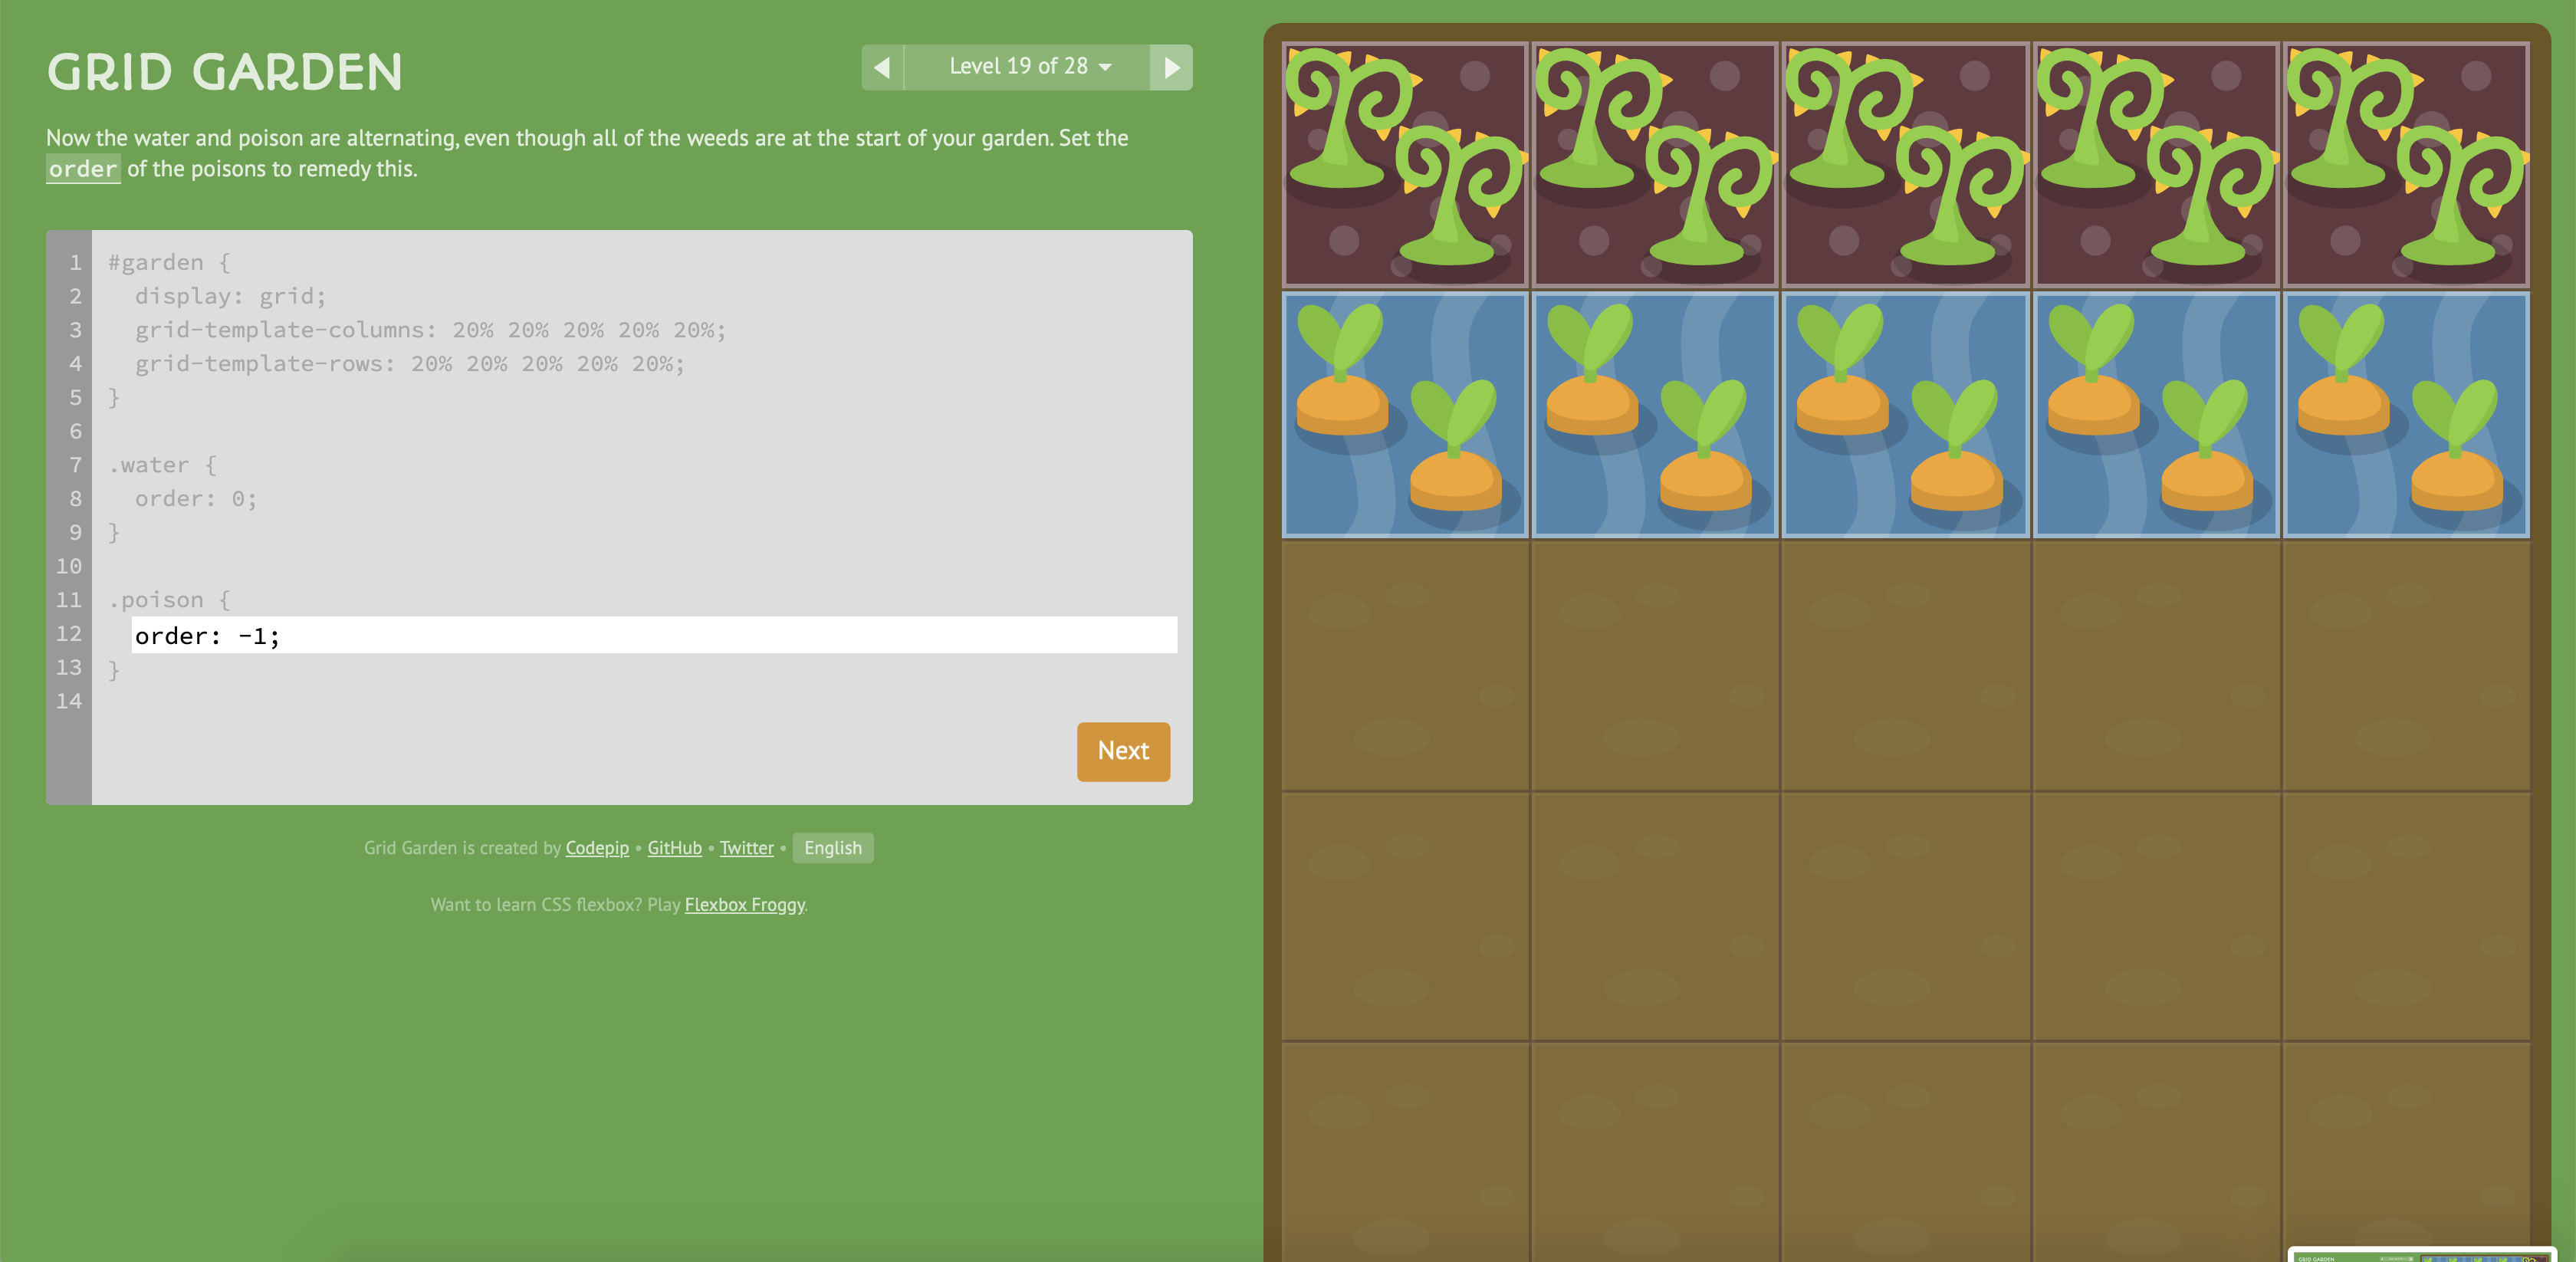 GRID GARDEN
Level 19 of 28
Now the water and poison are alternating, even though all of the weeds are at the start of your garden. Set the
order of the poisons to remedy this.
1 #garden {
2 display: grid;
3 grid-template-columns: 20% 20% 20% 20% 20%;
4 grid-template-rows: 20% 20% 20% 20% 20%;
5 }
6
7 .water {
8 order: 0;
9 }
10
11 .poison {
12 order: -1;
13 }
14
Next
Grid Garden is created by Codepip • GitHub • Twitter • English
Want to learn CSS flexbox? Play Flexbox Froggy.
GRID GARDEN